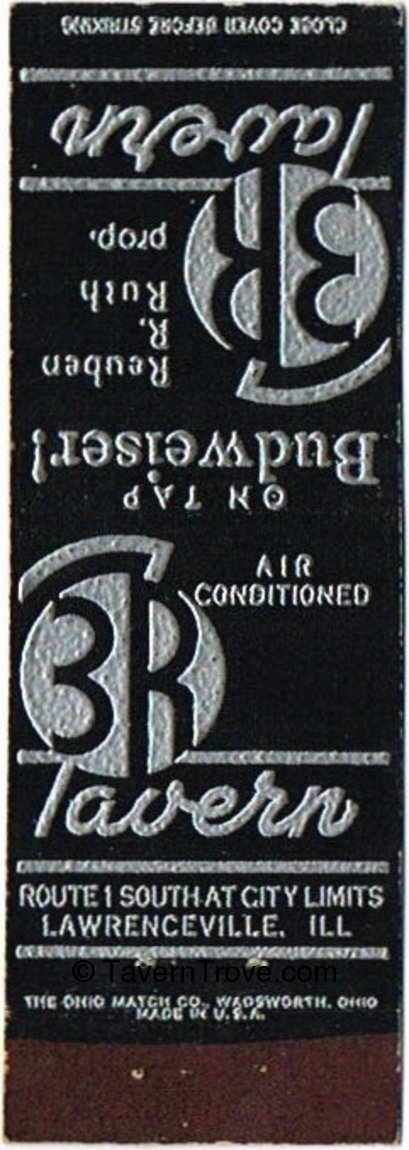 CLOSE COVER BEFORE STRIKING
Tavern
3R
Reuben
R.
Ruth
prop.
ON TAP
Budweiser!
AIR
CONDITIONED
3R
Tavern
ROUTE 1 SOUTH-AT CITY LIMITS
LAWRENCEVILLE, ILL
© TavernTrove.com
THE OHIO MATCH CO., WADSWORTH, OHIO
MADE IN U.S.A.